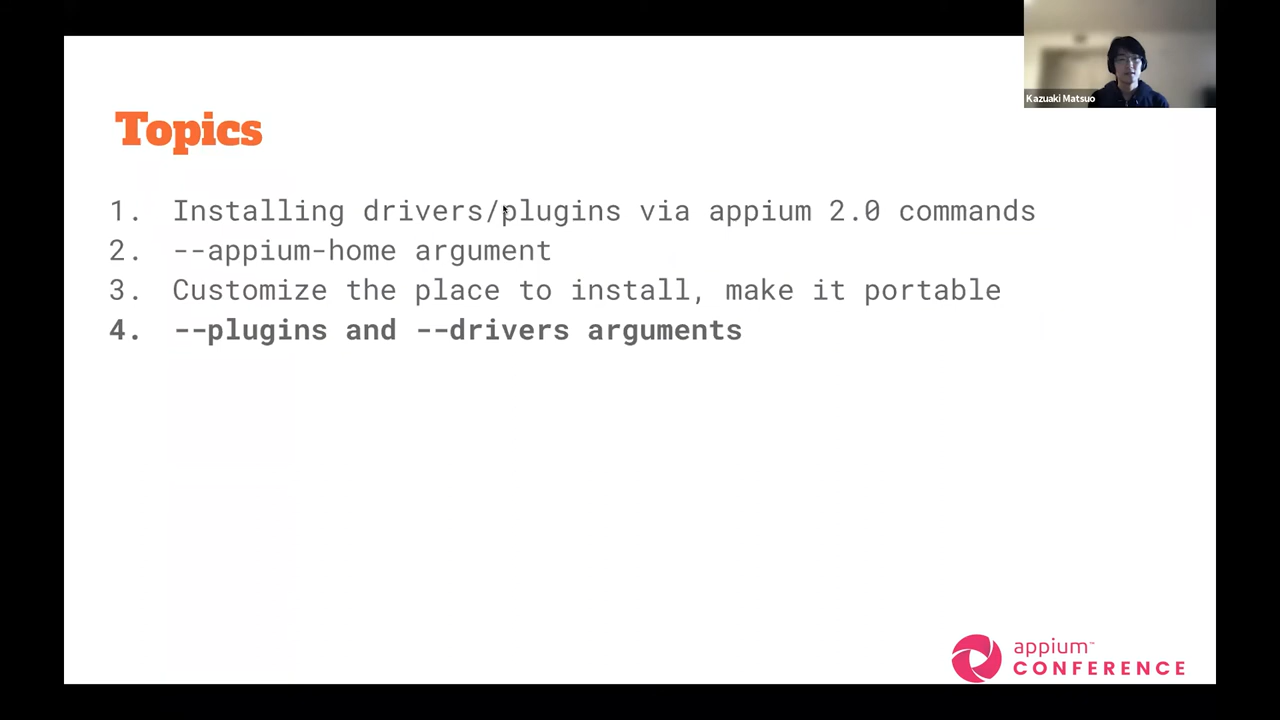 Kazuaki Matsuo
Topics
1. Installing drivers/plugins via appium 2.0 commands
2. --appium-home argument
3. Customize the place to install, make it portable
4. --plugins and --drivers arguments
appium™
CONFERENCE